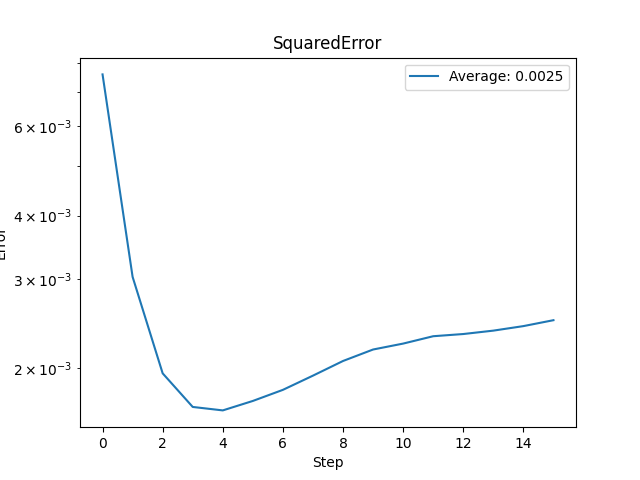 SquaredError
Average: 0.0025
6 × 10⁻³
4 × 10⁻³
3 × 10⁻³
2 × 10⁻³
0 2 4 6 8 10 12 14
Step